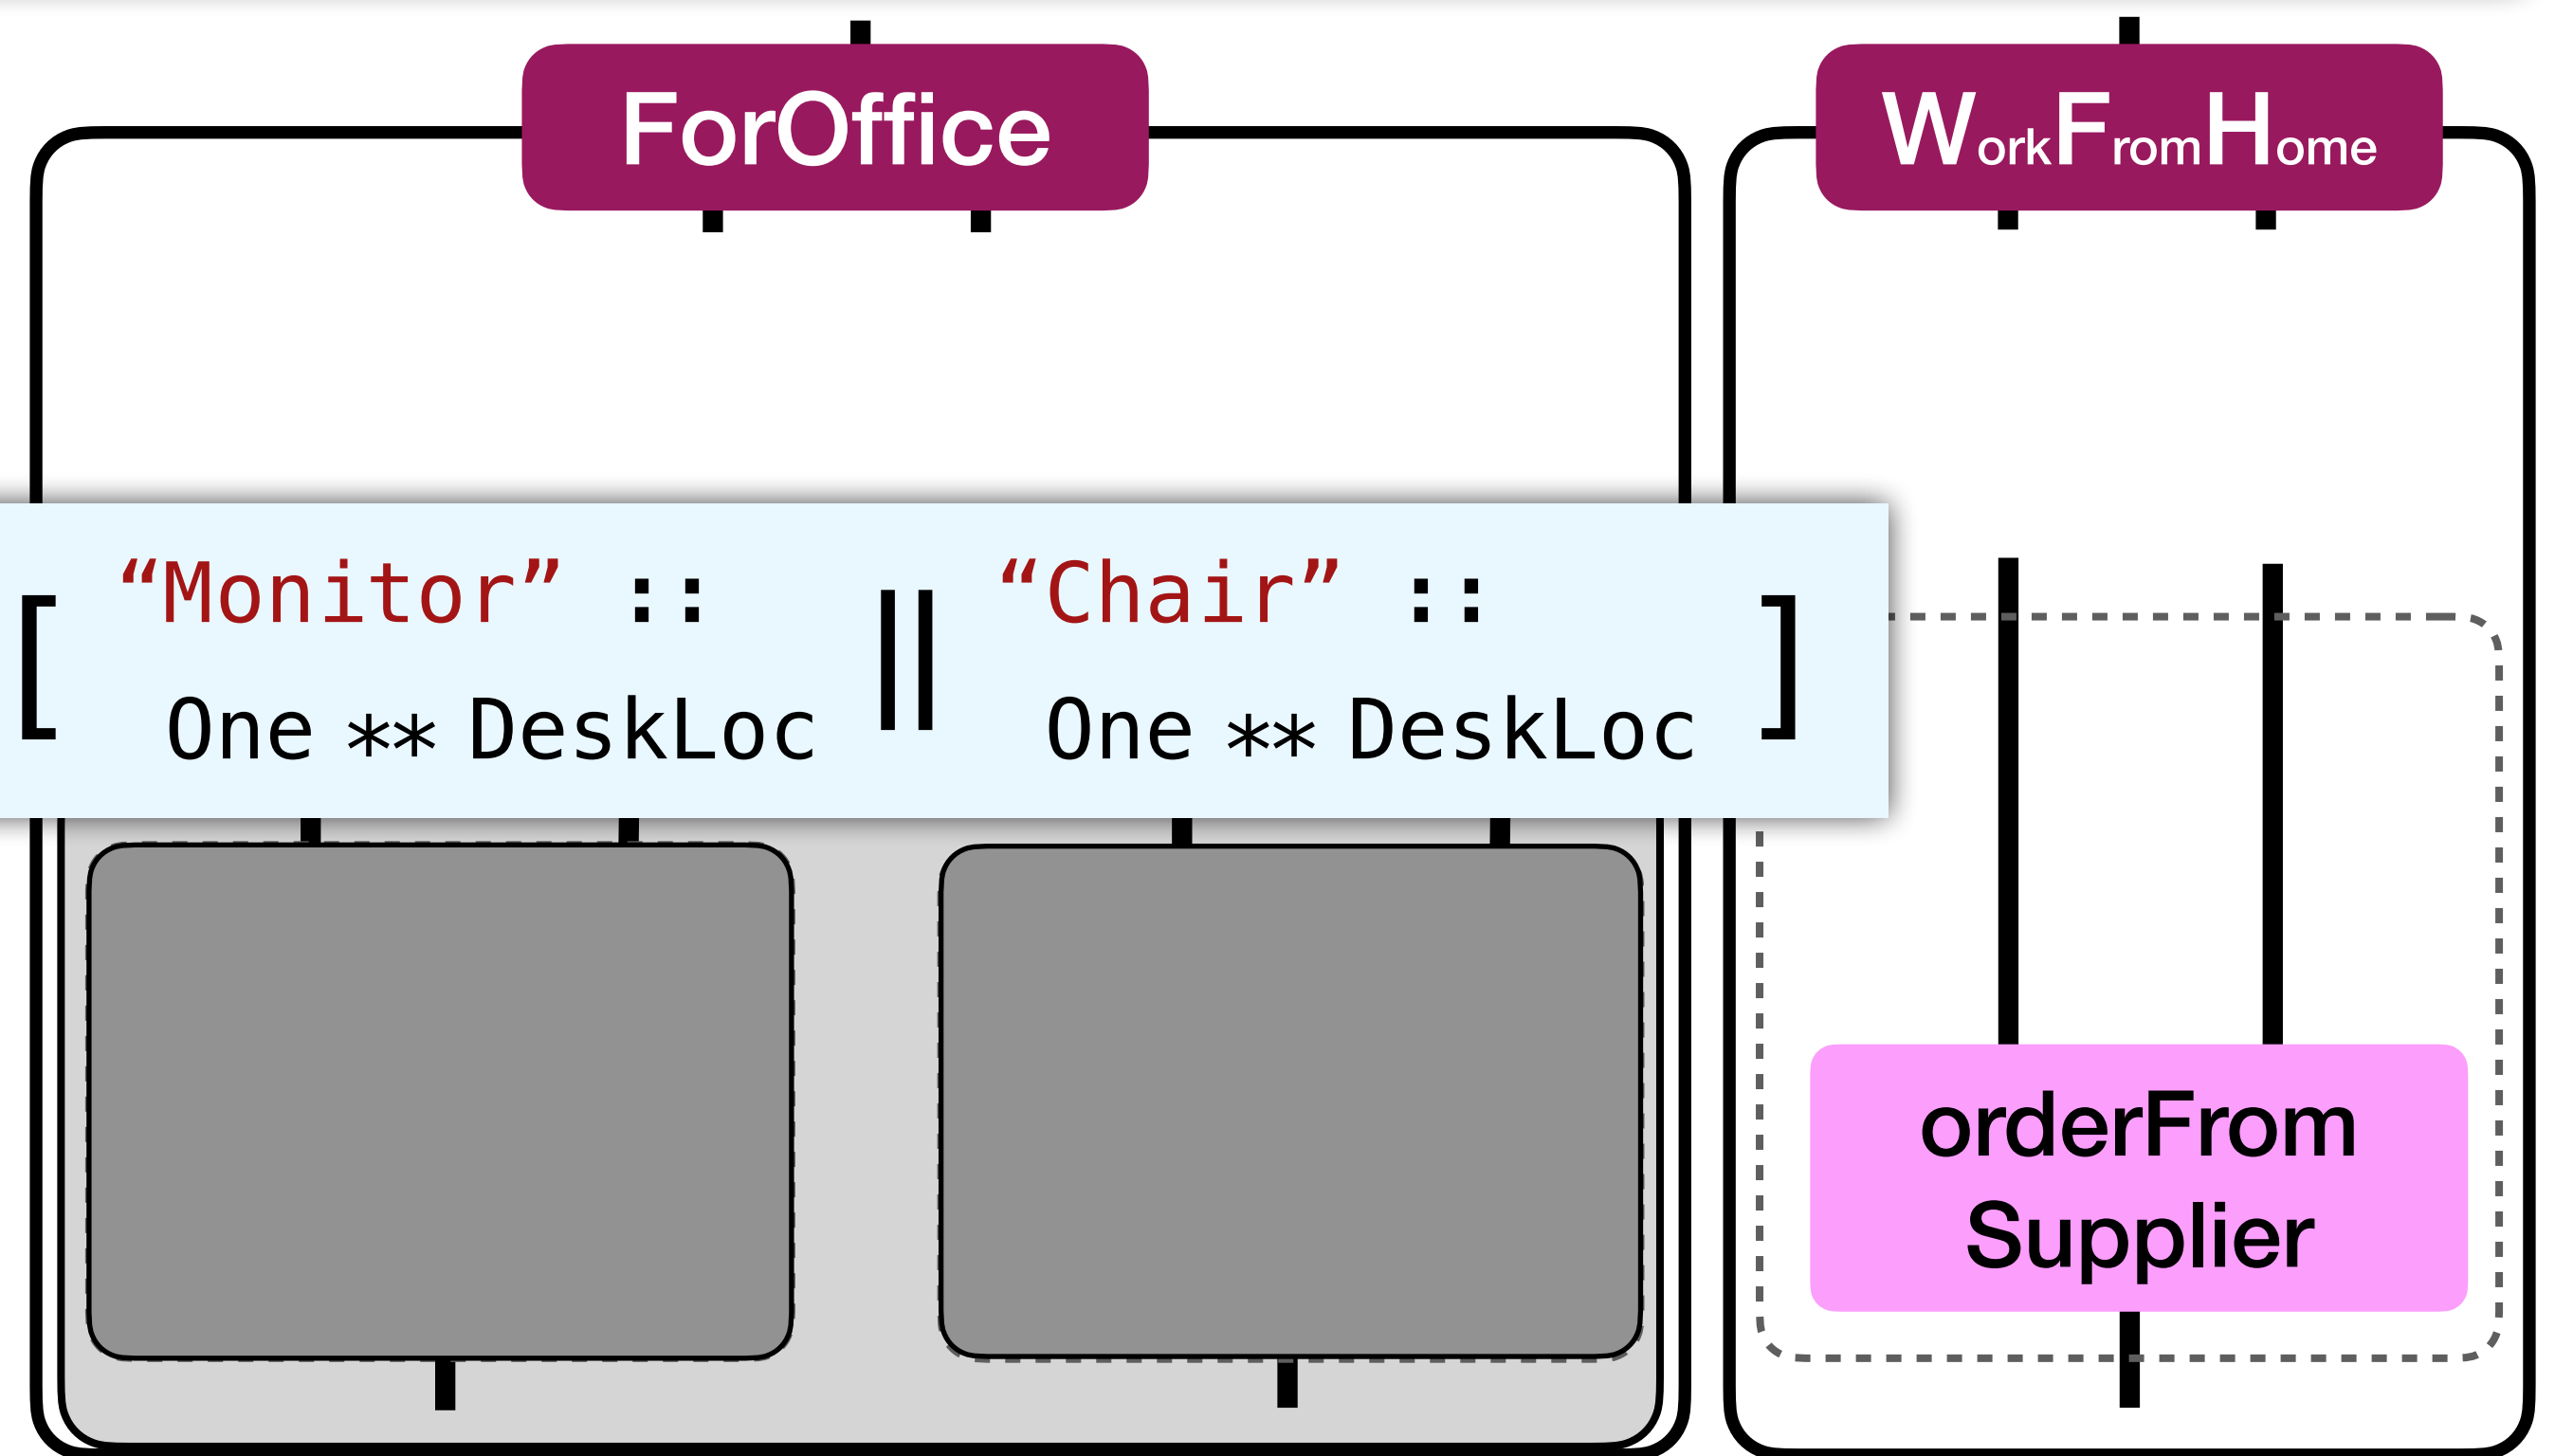 ForOffice
WorkFromHome
[ “Monitor” :: || “Chair” :: ]
One ** DeskLoc One ** DeskLoc
orderFrom
Supplier